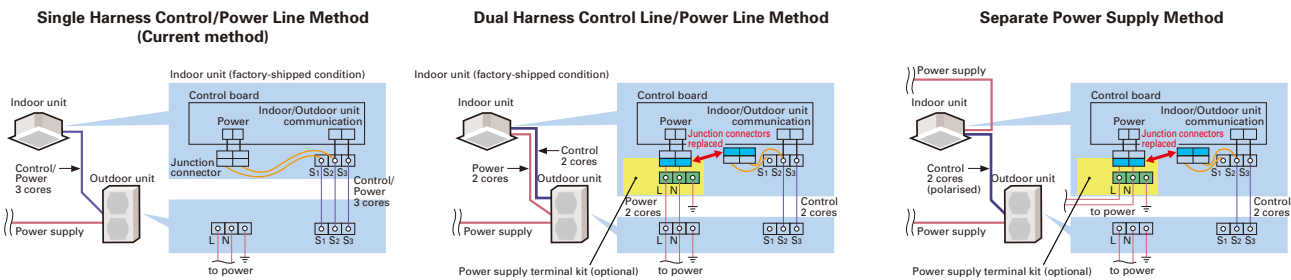 Single Harness Control/Power Line Method
(Current method)
Indoor unit (factory-shipped condition)
Indoor unit
Control board
Power
Indoor/Outdoor unit
communication
Junction
connector
S1 S2 S3
Control/
Power
3 cores
Outdoor unit
Control/
Power
3 cores
Power supply
L N
S1 S2 S3
to power
Dual Harness Control Line/Power Line Method
Indoor unit (factory-shipped condition)
Indoor unit
Control board
Power
Indoor/Outdoor unit
communication
Junction connectors
replaced
Control
2 cores
Power
2 cores
S1 S2 S3
Outdoor unit
L N
Power
2 cores
Control
2 cores
Power supply
L N
S1 S2 S3
to power
Power supply terminal kit (optional)
Separate Power Supply Method
Power supply
Indoor unit
Control board
Power
Indoor/Outdoor unit
communication
Junction connectors
replaced
S1 S2 S3
Control
2 cores
(polarised)
Outdoor unit
L N
to power
Control
2 cores
Power supply
L N
S1 S2 S3
to power
Power supply terminal kit (optional)